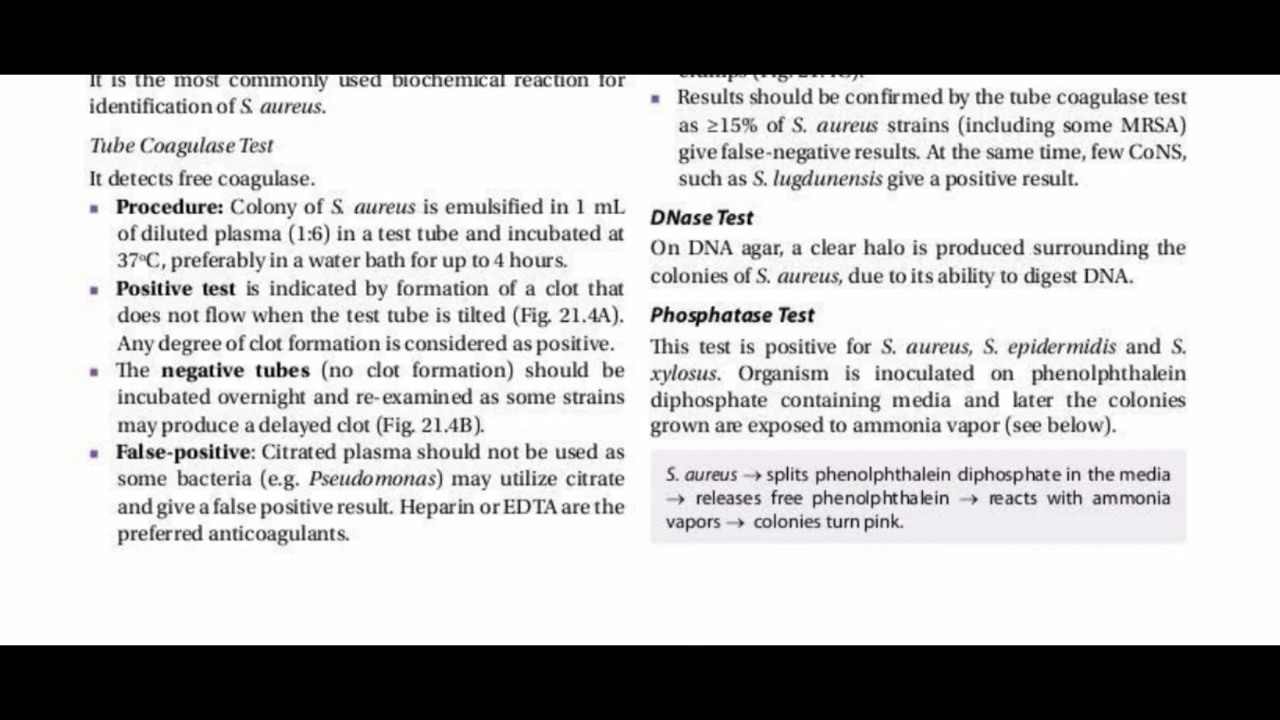 It is the most commonly used biochemical reaction for
identification of S. aureus.
Tube Coagulase Test
It detects free coagulase.
▪ Procedure: Colony of S. aureus is emulsified in 1 mL
of diluted plasma (1:6) in a test tube and incubated at
37°C, preferably in a water bath for up to 4 hours.
▪ Positive test is indicated by formation of a clot that
does not flow when the test tube is tilted (Fig. 21.4A).
Any degree of clot formation is considered as positive.
▪ The negative tubes (no clot formation) should be
incubated overnight and re-examined as some strains
may produce a delayed clot (Fig. 21.4B).
▪ False-positive: Citrated plasma should not be used as
some bacteria (e.g. Pseudomonas) may utilize citrate
and give a false positive result. Heparin or EDTA are the
preferred anticoagulants.
clumps (Fig. 21.4C).
▪ Results should be confirmed by the tube coagulase test
as ≥15% of S. aureus strains (including some MRSA)
give false-negative results. At the same time, few CoNS,
such as S. lugdunensis give a positive result.
DNase Test
On DNA agar, a clear halo is produced surrounding the
colonies of S. aureus, due to its ability to digest DNA.
Phosphatase Test
This test is positive for S. aureus, S. epidermidis and S.
xylosus. Organism is inoculated on phenolphthalein
diphosphate containing media and later the colonies
grown are exposed to ammonia vapor (see below).
S. aureus → splits phenolphthalein diphosphate in the media
→ releases free phenolphthalein → reacts with ammonia
vapors → colonies turn pink.